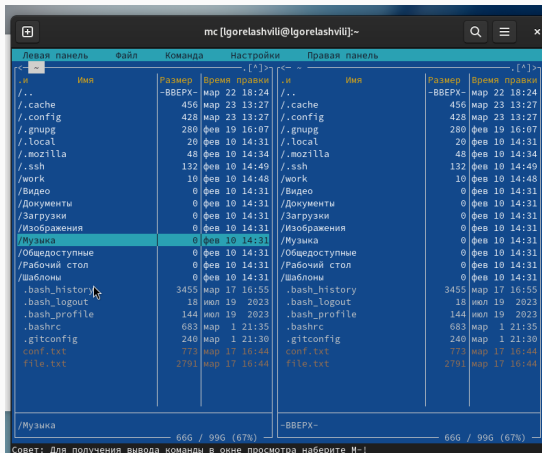 mc [lgorelashvili@lgorelashvili]:~
Левая панель Файл Команда Настройки Правая панель
<- ~ .[^]>┐┌<- ~ .[^]>
.и Имя Размер Время правки .и Имя Размер Время правки
/.. -ВВЕРХ- мар 22 18:24 /.. -ВВЕРХ- мар 22 18:24
/.cache 456 мар 23 13:27 /.cache 456 мар 23 13:27
/.config 428 мар 23 13:27 /.config 428 мар 23 13:27
/.gnupg 280 фев 19 16:07 /.gnupg 280 фев 19 16:07
/.local 20 фев 10 14:31 /.local 20 фев 10 14:31
/.mozilla 48 фев 10 14:34 /.mozilla 48 фев 10 14:34
/.ssh 132 фев 10 14:49 /.ssh 132 фев 10 14:49
/work 10 фев 10 14:48 /work 10 фев 10 14:48
/Видео 0 фев 10 14:31 /Видео 0 фев 10 14:31
/Документы 0 фев 10 14:31 /Документы 0 фев 10 14:31
/Загрузки 0 фев 10 14:31 /Загрузки 0 фев 10 14:31
/Изображения 0 фев 10 14:31 /Изображения 0 фев 10 14:31
/Музыка 0 фев 10 14:31 /Музыка 0 фев 10 14:31
/Общедоступные 0 фев 10 14:31 /Общедоступные 0 фев 10 14:31
/Рабочий стол 0 фев 10 14:31 /Рабочий стол 0 фев 10 14:31
/Шаблоны 0 фев 10 14:31 /Шаблоны 0 фев 10 14:31
.bash_history 3455 мар 17 16:55 .bash_history 3455 мар 17 16:55
.bash_logout 18 июл 19 2023 .bash_logout 18 июл 19 2023
.bash_profile 144 июл 19 2023 .bash_profile 144 июл 19 2023
.bashrc 683 мар 1 21:35 .bashrc 683 мар 1 21:35
.gitconfig 240 мар 1 21:30 .gitconfig 240 мар 1 21:30
conf.txt 773 мар 17 16:44 conf.txt 773 мар 17 16:44
file.txt 2791 мар 17 16:44 file.txt 2791 мар 17 16:44
/Музыка -ВВЕРХ-
66G / 99G (67%) 66G / 99G (67%)
Совет: Для получения вывода команды в окне просмотра наберите M-!